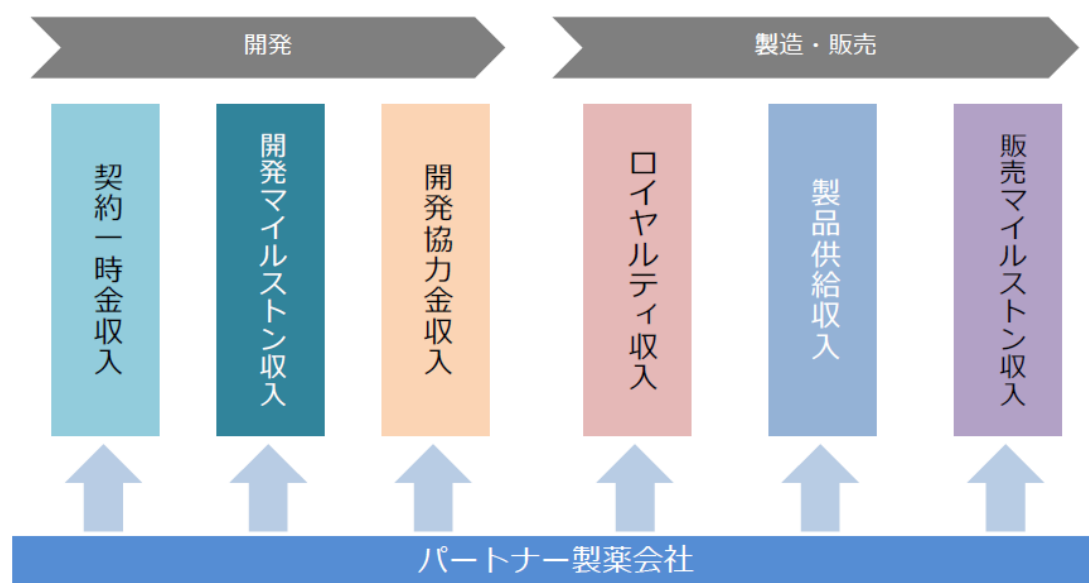 開発
製造・販売
契約一時金収入
開発マイルストン収入
開発協力金収入
ロイヤルティ収入
製品供給収入
販売マイルストン収入
パートナー製薬会社